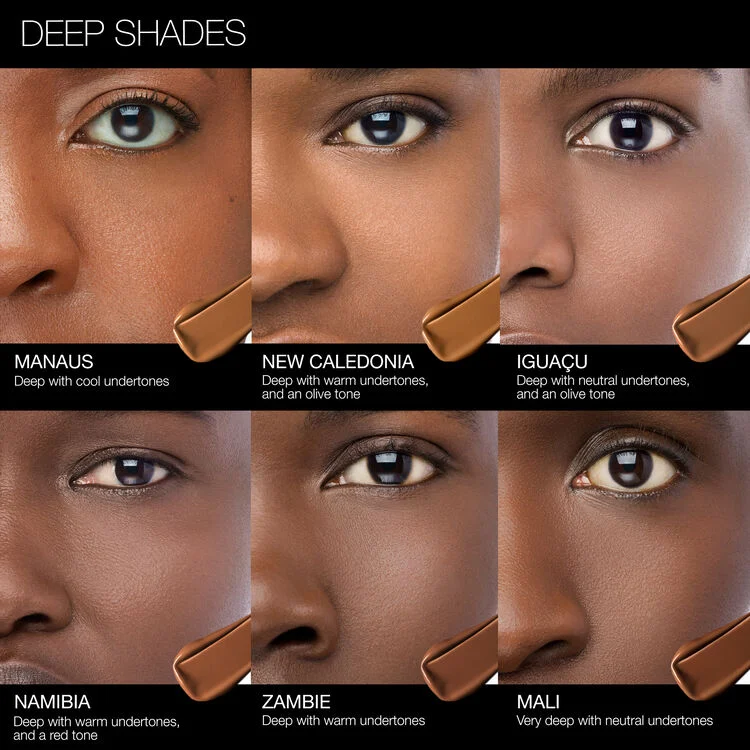 DEEP SHADES
MANAUS
Deep with cool undertones
NEW CALEDONIA
Deep with warm undertones,
and an olive tone
IGUAÇU
Deep with neutral undertones,
and an olive tone
NAMIBIA
Deep with warm undertones,
and a red tone
ZAMBIE
Deep with warm undertones
MALI
Very deep with neutral undertones